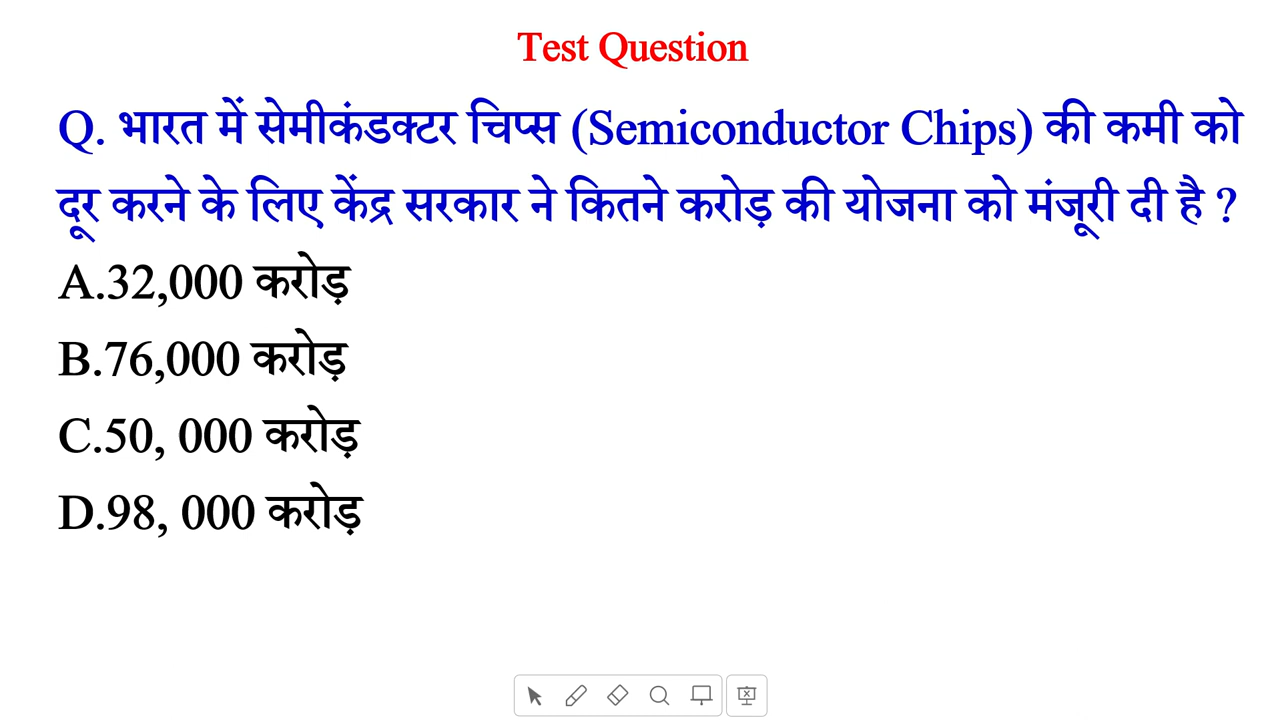 Test Question
Q. भारत में सेमीकंडक्टर चिप्स (Semiconductor Chips) की कमी को
दूर करने के लिए केंद्र सरकार ने कितने करोड़ की योजना को मंजूरी दी है ?
A.32,000 करोड़
B.76,000 करोड़
C.50, 000 करोड़
D.98, 000 करोड़